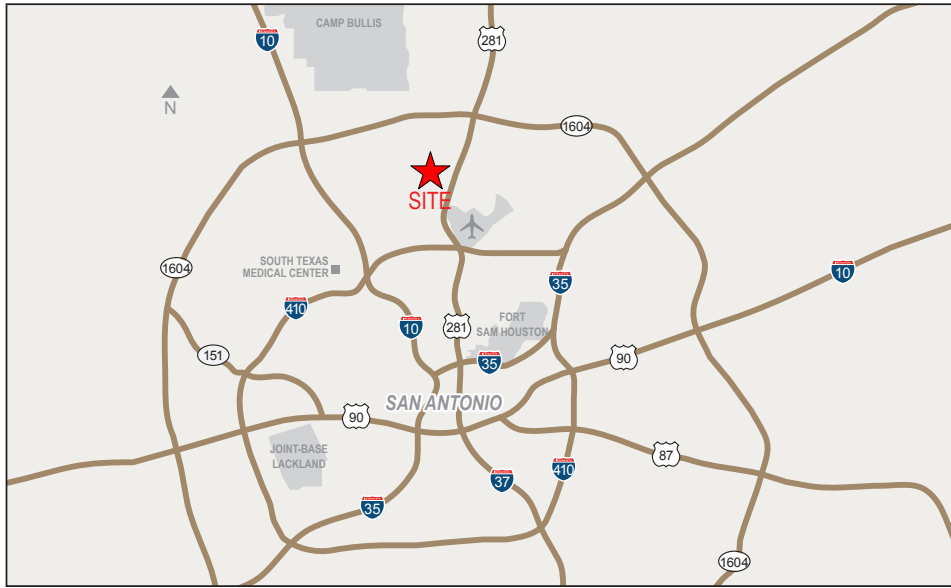 CAMP BULLIS
10
281
N
1604
SITE
SOUTH TEXAS
MEDICAL CENTER
1604
410
35
10
10
281
FORT
SAM HOUSTON
151
35
90
SAN ANTONIO
90
JOINT-BASE
LACKLAND
87
410
37
35
1604